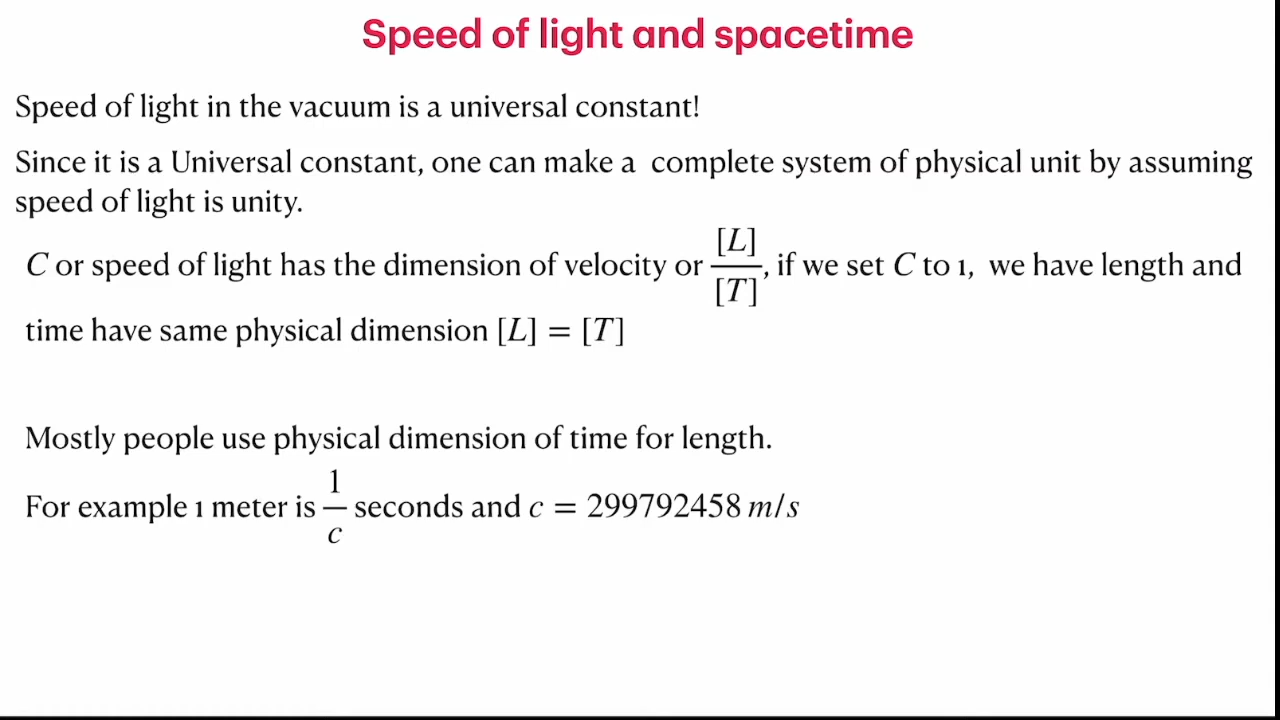 Speed of light and spacetime
Speed of light in the vacuum is a universal constant!
Since it is a Universal constant, one can make a complete system of physical unit by assuming
speed of light is unity.
C or speed of light has the dimension of velocity or [L]/[T], if we set C to 1, we have length and
time have same physical dimension [L] = [T]
Mostly people use physical dimension of time for length.
For example 1 meter is 1/c seconds and c = 299792458 m/s